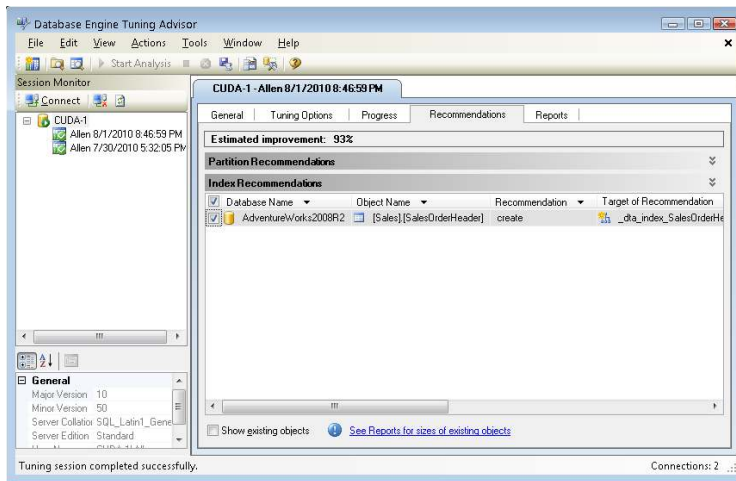 Database Engine Tuning Advisor
File Edit View Actions Tools Window Help
Start Analysis
Session Monitor
Connect
CUDA-1
Allen 8/1/2010 8:46:59 PM
Allen 7/30/2010 5:32:05 PM
CUDA-1 - Allen 8/1/2010 8:46:59 PM
General Tuning Options Progress Recommendations Reports
Estimated improvement: 93%
Partition Recommendations
Index Recommendations
Database Name Object Name Recommendation Target of Recommendation
AdventureWorks2008R2 [Sales].[SalesOrderHeader] create _dta_index_SalesOrderHe
Show existing objects See Reports for sizes of existing objects
General
Major Version 10
Minor Version 50
Server Collatior SQL_Latin1_Gene
Server Edition Standard
Tuning session completed successfully. Connections: 2